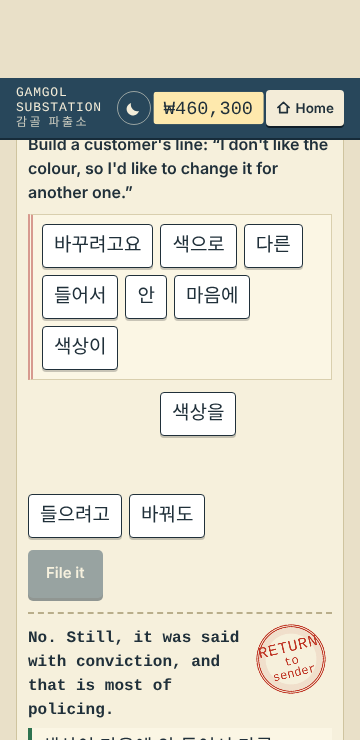 GAMGOL
SUBSTATION
감골 파출소
₩460,300
Home
Build a customer's line: “I don't like the
colour, so I'd like to change it for
another one.”
바꾸려고요 색으로 다른
들어서 안 마음에
색상이
색상을
들으려고 바꿔도
File it
No. Still, it was said
with conviction, and
that is most of
policing.
RETURN
to
sender